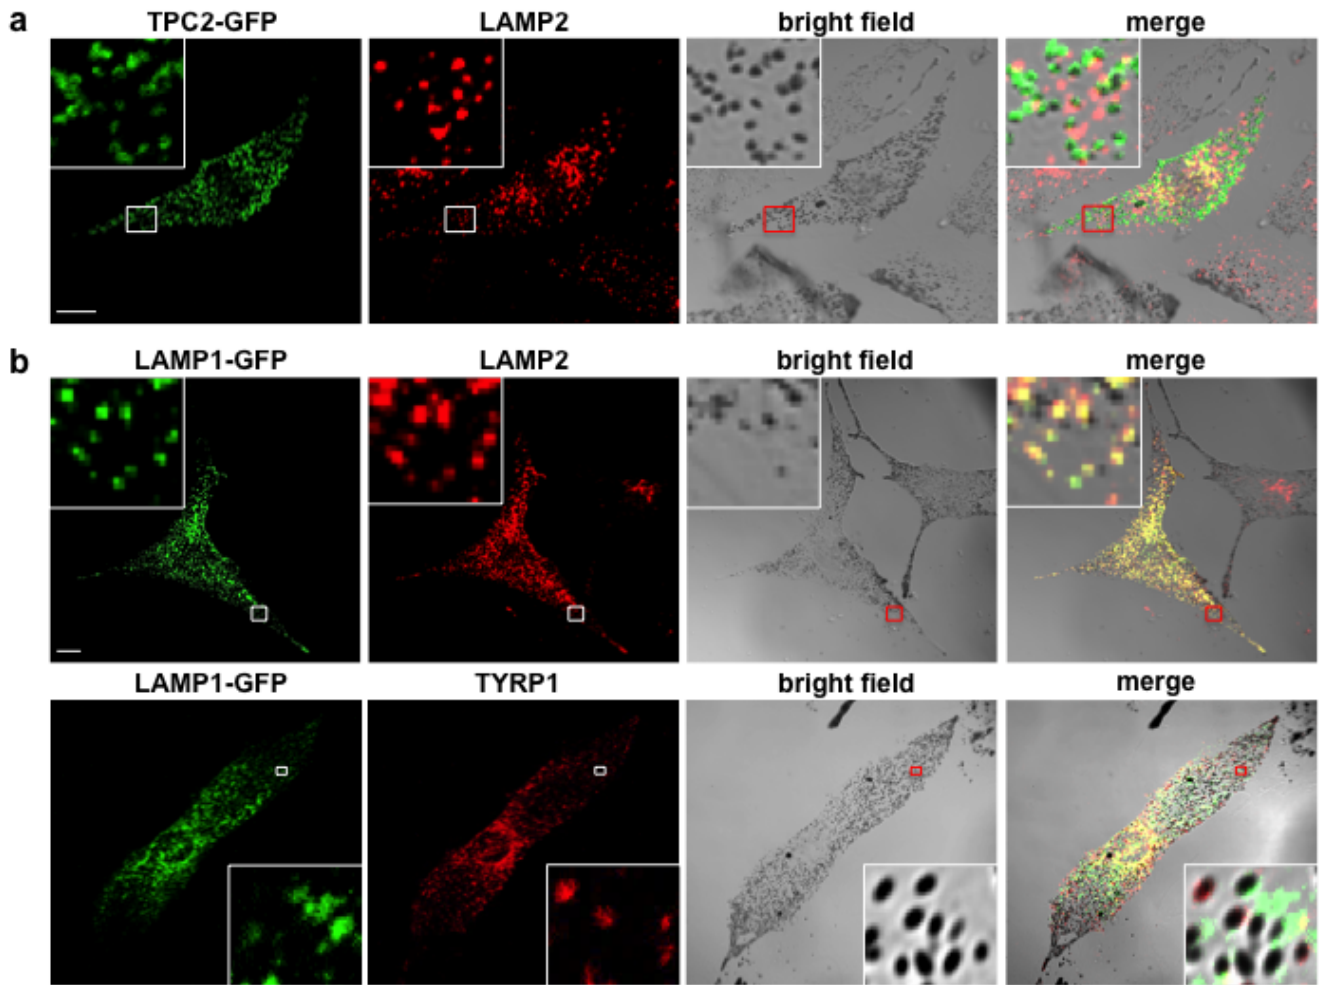 a
TPC2-GFP LAMP2 bright field merge
b
LAMP1-GFP LAMP2 bright field merge
LAMP1-GFP TYRP1 bright field merge